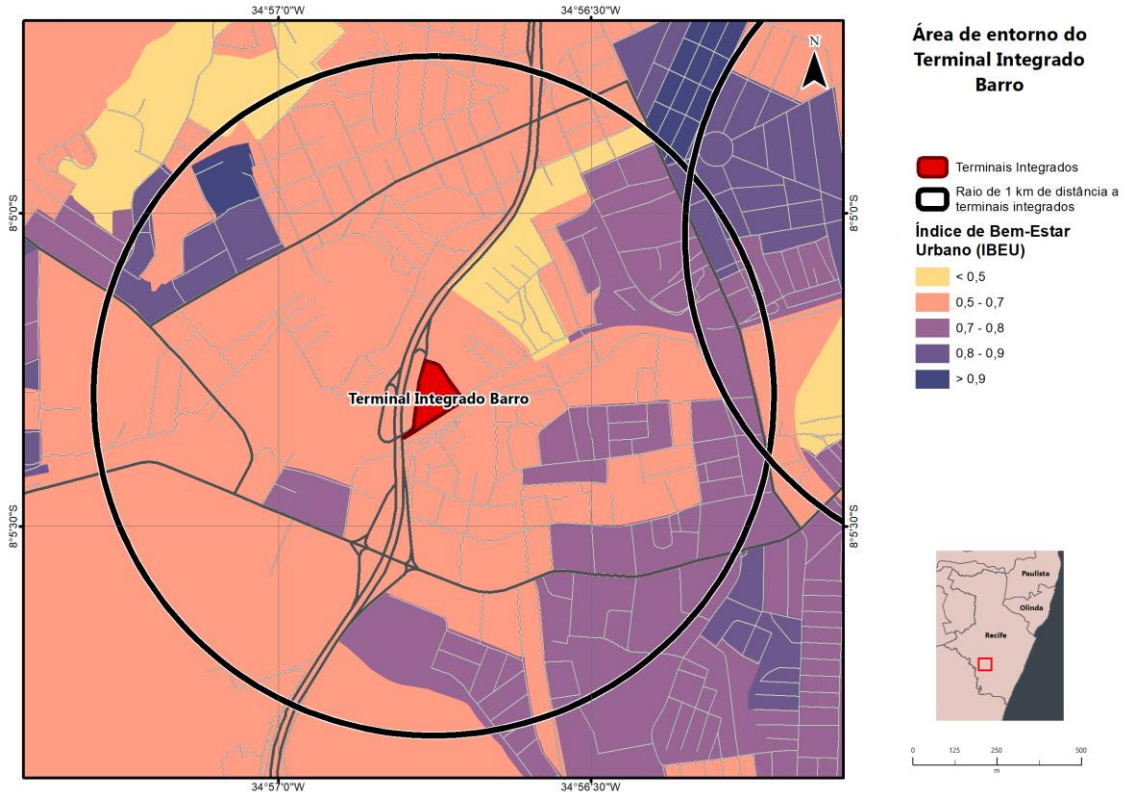 34°57'0"W
34°56'30"W
8°5'0"S
8°5'30"S
8°5'0"S
8°5'30"S
34°57'0"W
34°56'30"W
N
Terminal Integrado Barro
Área de entorno do
Terminal Integrado
Barro
Terminais Integrados
Raio de 1 km de distância a
terminais integrados
Índice de Bem-Estar
Urbano (IBEU)
< 0,5
0,5 - 0,7
0,7 - 0,8
0,8 - 0,9
> 0,9
Paulista
Olinda
Recife
0 125 250 500
m